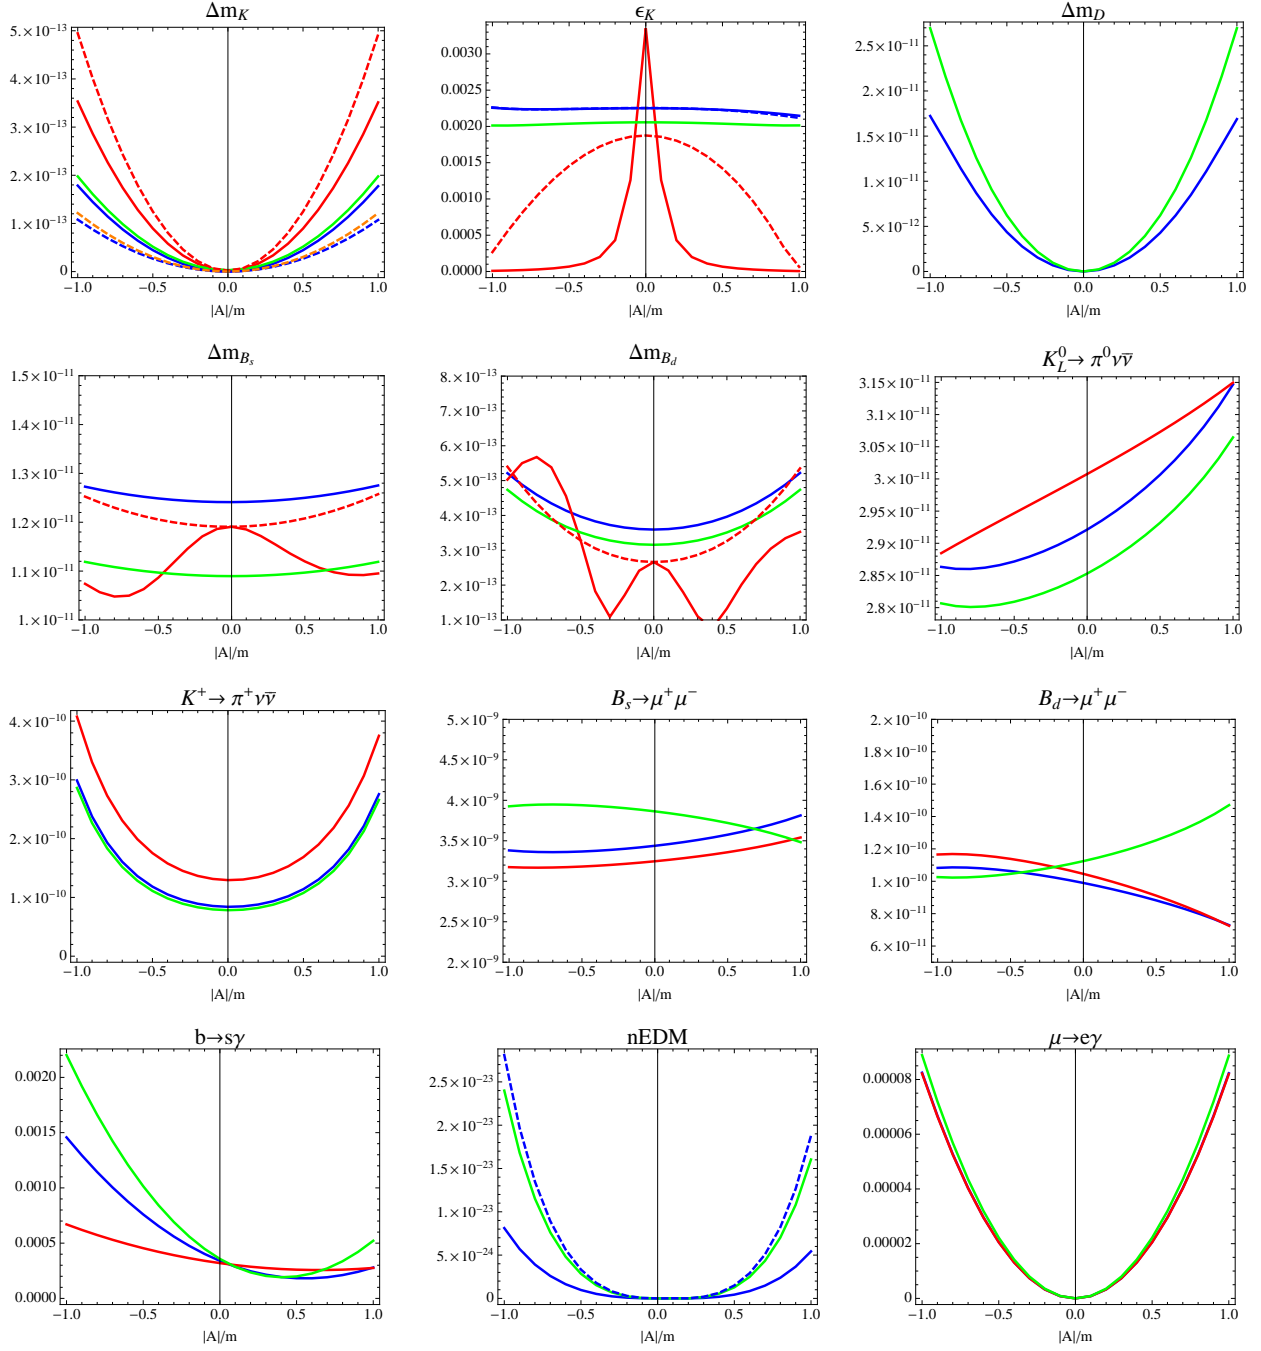 Δm_K
5.×10⁻¹³
4.×10⁻¹³
3.×10⁻¹³
2.×10⁻¹³
1.×10⁻¹³
0
−1.0 −0.5 0.0 0.5 1.0
|A|/m
ϵ_K
0.0030
0.0025
0.0020
0.0015
0.0010
0.0005
0.0000
−1.0 −0.5 0.0 0.5 1.0
|A|/m
Δm_D
2.5×10⁻¹¹
2.×10⁻¹¹
1.5×10⁻¹¹
1.×10⁻¹¹
5.×10⁻¹²
0
−1.0 −0.5 0.0 0.5 1.0
|A|/m
Δm_{B_s}
1.5×10⁻¹¹
1.4×10⁻¹¹
1.3×10⁻¹¹
1.2×10⁻¹¹
1.1×10⁻¹¹
1.×10⁻¹¹
−1.0 −0.5 0.0 0.5 1.0
|A|/m
Δm_{B_d}
8.×10⁻¹³
7.×10⁻¹³
6.×10⁻¹³
5.×10⁻¹³
4.×10⁻¹³
3.×10⁻¹³
2.×10⁻¹³
1.×10⁻¹³
−1.0 −0.5 0.0 0.5 1.0
|A|/m
K_L^0→π⁰νν̅
3.15×10⁻¹¹
3.1×10⁻¹¹
3.05×10⁻¹¹
3.×10⁻¹¹
2.95×10⁻¹¹
2.9×10⁻¹¹
2.85×10⁻¹¹
2.8×10⁻¹¹
−1.0 −0.5 0.0 0.5 1.0
|A|/m
K⁺→π⁺νν̅
4.×10⁻¹⁰
3.×10⁻¹⁰
2.×10⁻¹⁰
1.×10⁻¹⁰
0
−1.0 −0.5 0.0 0.5 1.0
|A|/m
B_s→μ⁺μ⁻
5.×10⁻⁹
4.5×10⁻⁹
4.×10⁻⁹
3.5×10⁻⁹
3.×10⁻⁹
2.5×10⁻⁹
2.×10⁻⁹
−1.0 −0.5 0.0 0.5 1.0
|A|/m
B_d→μ⁺μ⁻
2.×10⁻¹⁰
1.8×10⁻¹⁰
1.6×10⁻¹⁰
1.4×10⁻¹⁰
1.2×10⁻¹⁰
1.×10⁻¹⁰
8.×10⁻¹¹
6.×10⁻¹¹
−1.0 −0.5 0.0 0.5 1.0
|A|/m
b→sγ
0.0020
0.0015
0.0010
0.0005
0.0000
−1.0 −0.5 0.0 0.5 1.0
|A|/m
nEDM
2.5×10⁻²³
2.×10⁻²³
1.5×10⁻²³
1.×10⁻²³
5.×10⁻²⁴
0
−1.0 −0.5 0.0 0.5 1.0
|A|/m
μ→eγ
0.00008
0.00006
0.00004
0.00002
0
−1.0 −0.5 0.0 0.5 1.0
|A|/m